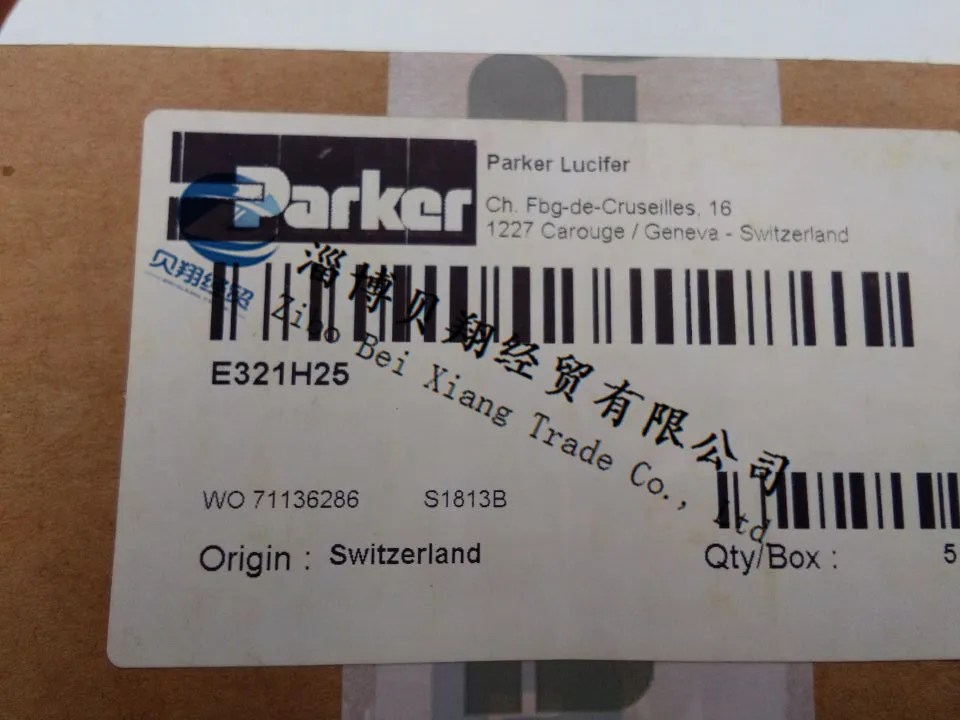 Parker
Parker Lucifer
Ch. Fbg-de-Cruseilles, 16
1227 Carouge / Geneva - Switzerland
贝翔经贸
淄博贝翔经贸有限公司
Zibo Bei Xiang Trade Co., Ltd
E321H25
WO 71136286 S1813B
Origin : Switzerland
Qty/Box : 5